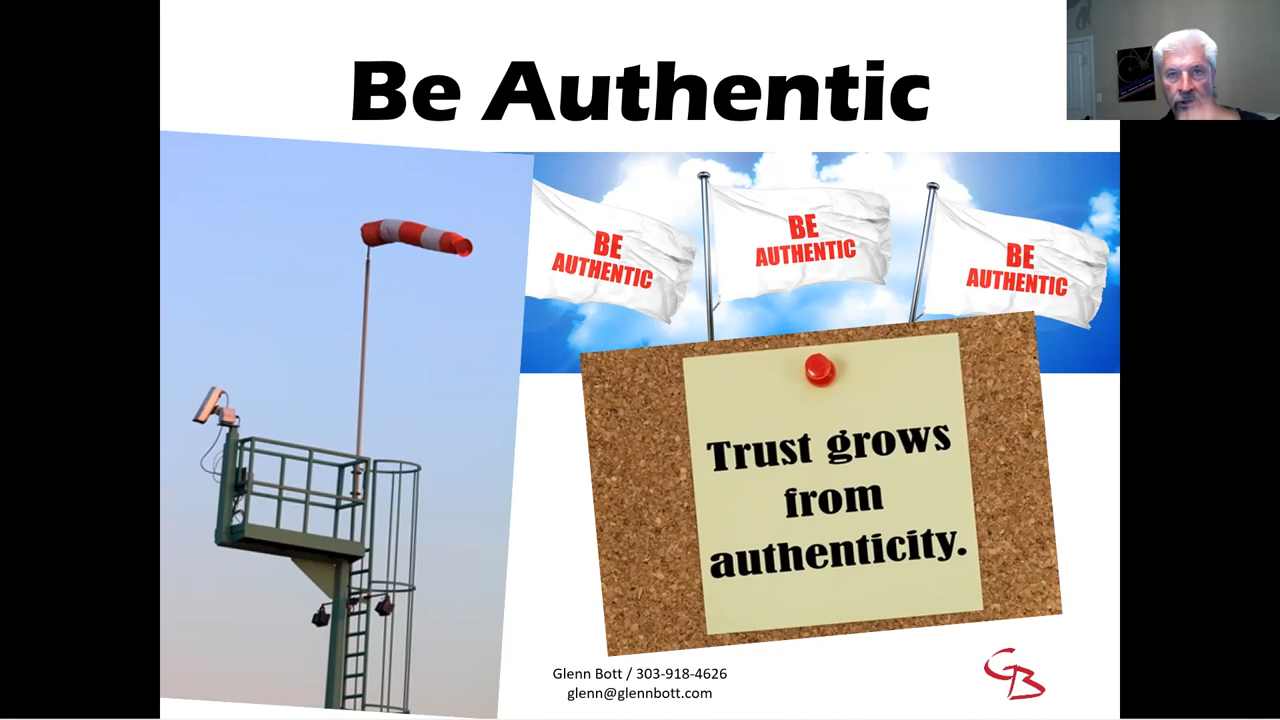 Be Authentic
BE
AUTHENTIC
BE
AUTHENTIC
BE
AUTHENTIC
Trust grows
from
authenticity.
Glenn Bott / 303-918-4626
glenn@glennbott.com
GB